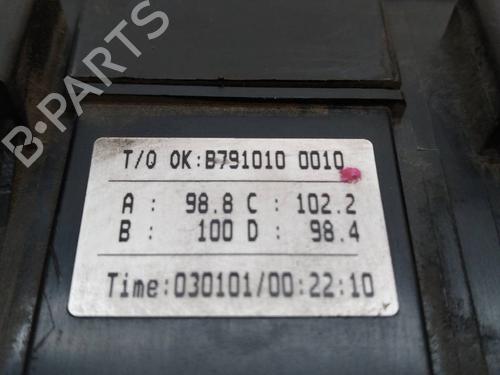 B-PARTS
T/Q OK:B791010 0010
A : 98.8 C : 102.2
B : 100 D : 98.4
Time:030101/00:22:10